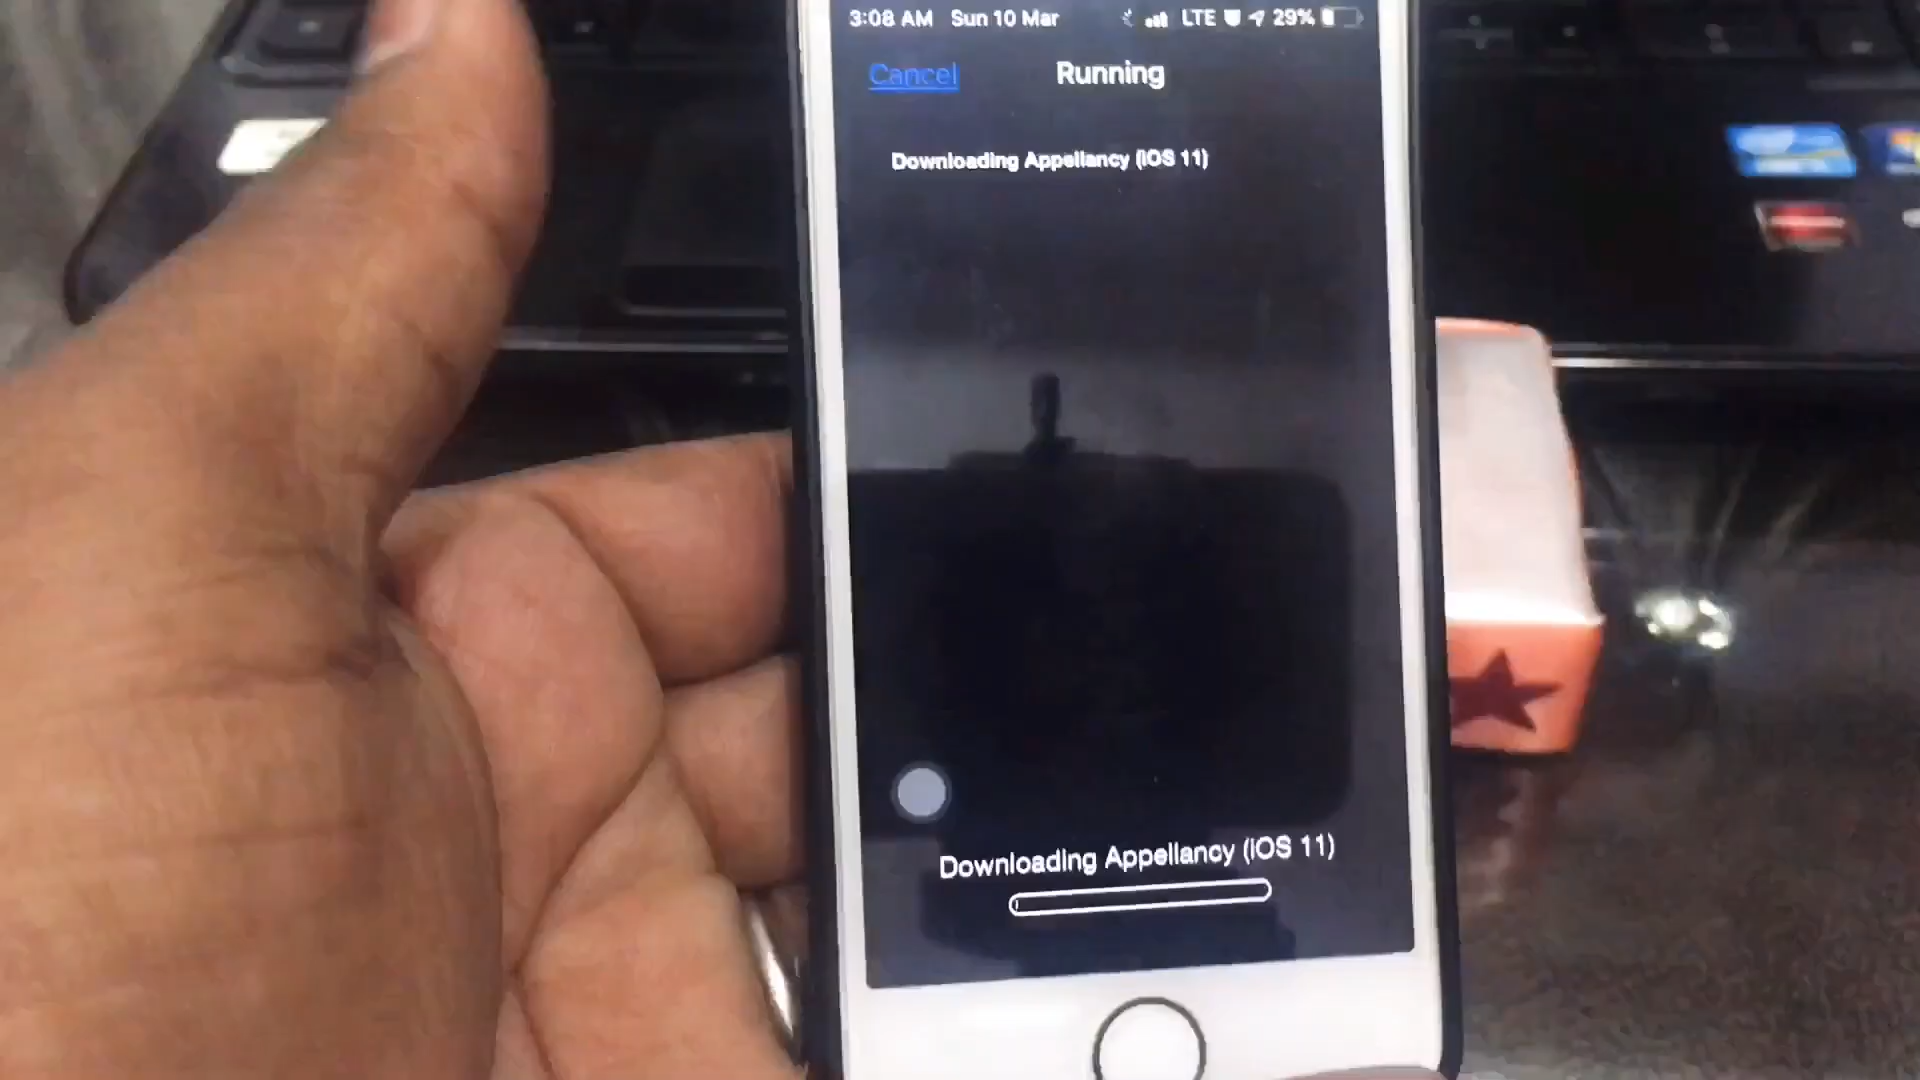 3:08 AM Sun 10 Mar LTE 29%
Cancel Running
Downloading Appellancy (iOS 11)
Downloading Appellancy (iOS 11)